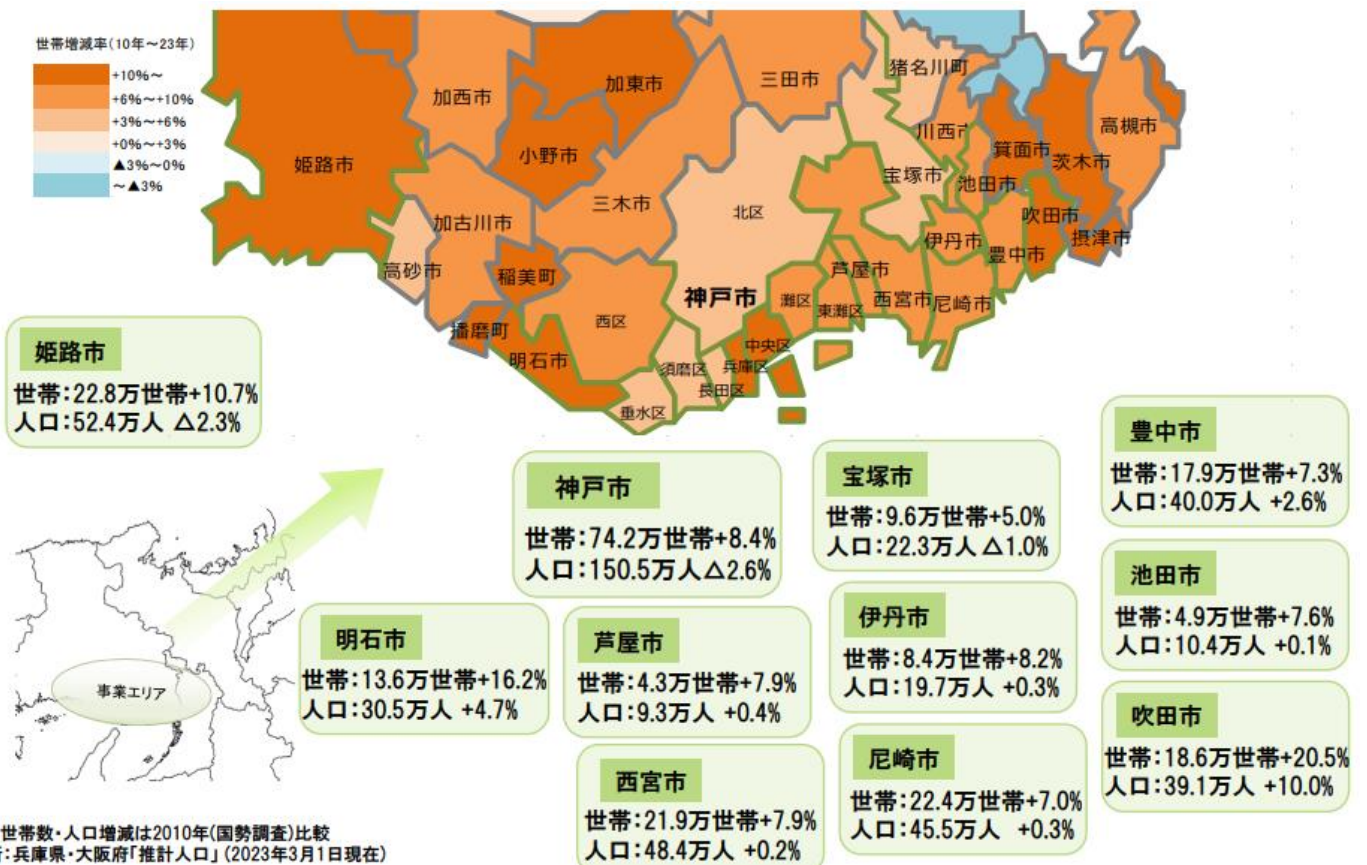 世帯増減率(10年～23年)
+10%～
+6%～+10%
+3%～+6%
+0%～+3%
▲3%～0%
～▲3%
猪名川町
加西市
加東市
三田市
川西市
高槻市
姫路市
小野市
箕面市
茨木市
宝塚市
池田市
加古川市
三木市
北区
吹田市
伊丹市
摂津市
豊中市
高砂市
稲美町
芦屋市
神戸市
灘区
西宮市
尼崎市
東灘区
西区
播磨町
明石市
中央区
兵庫区
須磨区
長田区
垂水区
姫路市
世帯:22.8万世帯+10.7%
人口:52.4万人 △2.3%
神戸市
世帯:74.2万世帯+8.4%
人口:150.5万人△2.6%
宝塚市
世帯:9.6万世帯+5.0%
人口:22.3万人△1.0%
豊中市
世帯:17.9万世帯+7.3%
人口:40.0万人 +2.6%
池田市
世帯:4.9万世帯+7.6%
人口:10.4万人 +0.1%
事業エリア
明石市
世帯:13.6万世帯+16.2%
人口:30.5万人 +4.7%
芦屋市
世帯:4.3万世帯+7.9%
人口:9.3万人 +0.4%
伊丹市
世帯:8.4万世帯+8.2%
人口:19.7万人 +0.3%
吹田市
世帯:18.6万世帯+20.5%
人口:39.1万人 +10.0%
西宮市
世帯:21.9万世帯+7.9%
人口:48.4万人 +0.2%
尼崎市
世帯:22.4万世帯+7.0%
人口:45.5万人 +0.3%
世帯数・人口増減は2010年(国勢調査)比較
:兵庫県・大阪府「推計人口」(2023年3月1日現在)